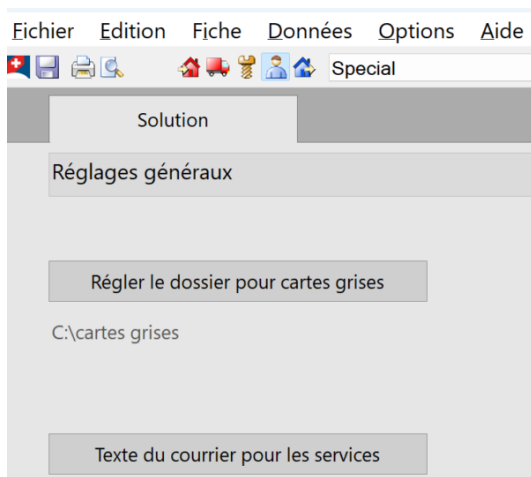 Fichier Edition Fiche Données Options Aide
Special
Solution
Réglages généraux
Régler le dossier pour cartes grises
C:\cartes grises
Texte du courrier pour les services